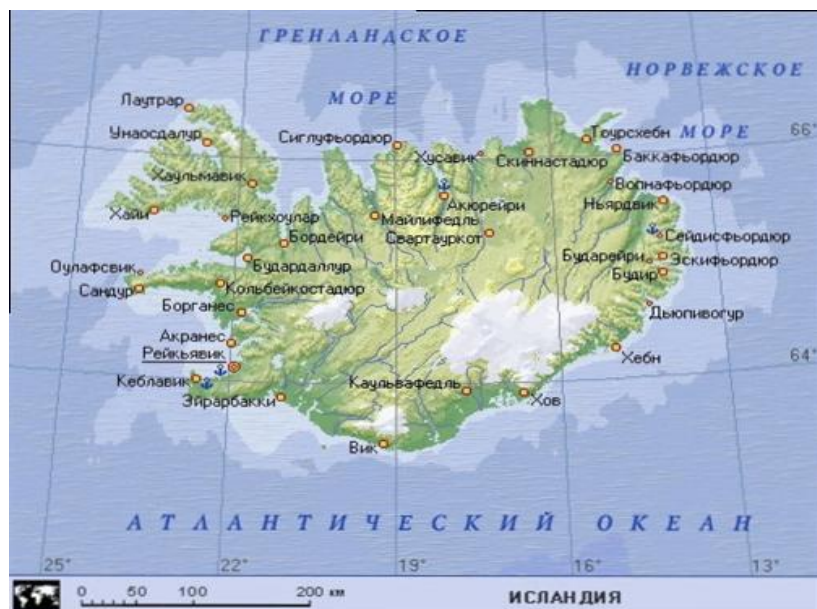 ГРЕНЛАНДСКОЕ
МОРЕ
НОРВЕЖСКОЕ
МОРЕ
66°
Лаутрар
Унаосдалур
Сиглуфьордюр
Хусавик
Тоурсхебн
Скиннастадюр
Баккафьордюр
Хаульмавик
Вопнафьордюр
Акюрейри
Ньярдвик
Хайи
Рейкхоулар
Майлифедль
Свартауркот
Сейдисфьордюр
Бордейри
Бударейри
Эскифьордюр
Оулафсвик
Будардаллур
Будир
Сандур
Кольбейкостадюр
Борганес
Дьюпивогур
Акранес
Рейкьявик
Хебн
64°
Кеблавик
Каульвафедль
Эйрарбакки
Хов
Вик
АТЛАНТИЧЕСКИЙ ОКЕАН
25° 22° 19° 16° 13°
0 50 100 200 км
ИСЛАНДИЯ